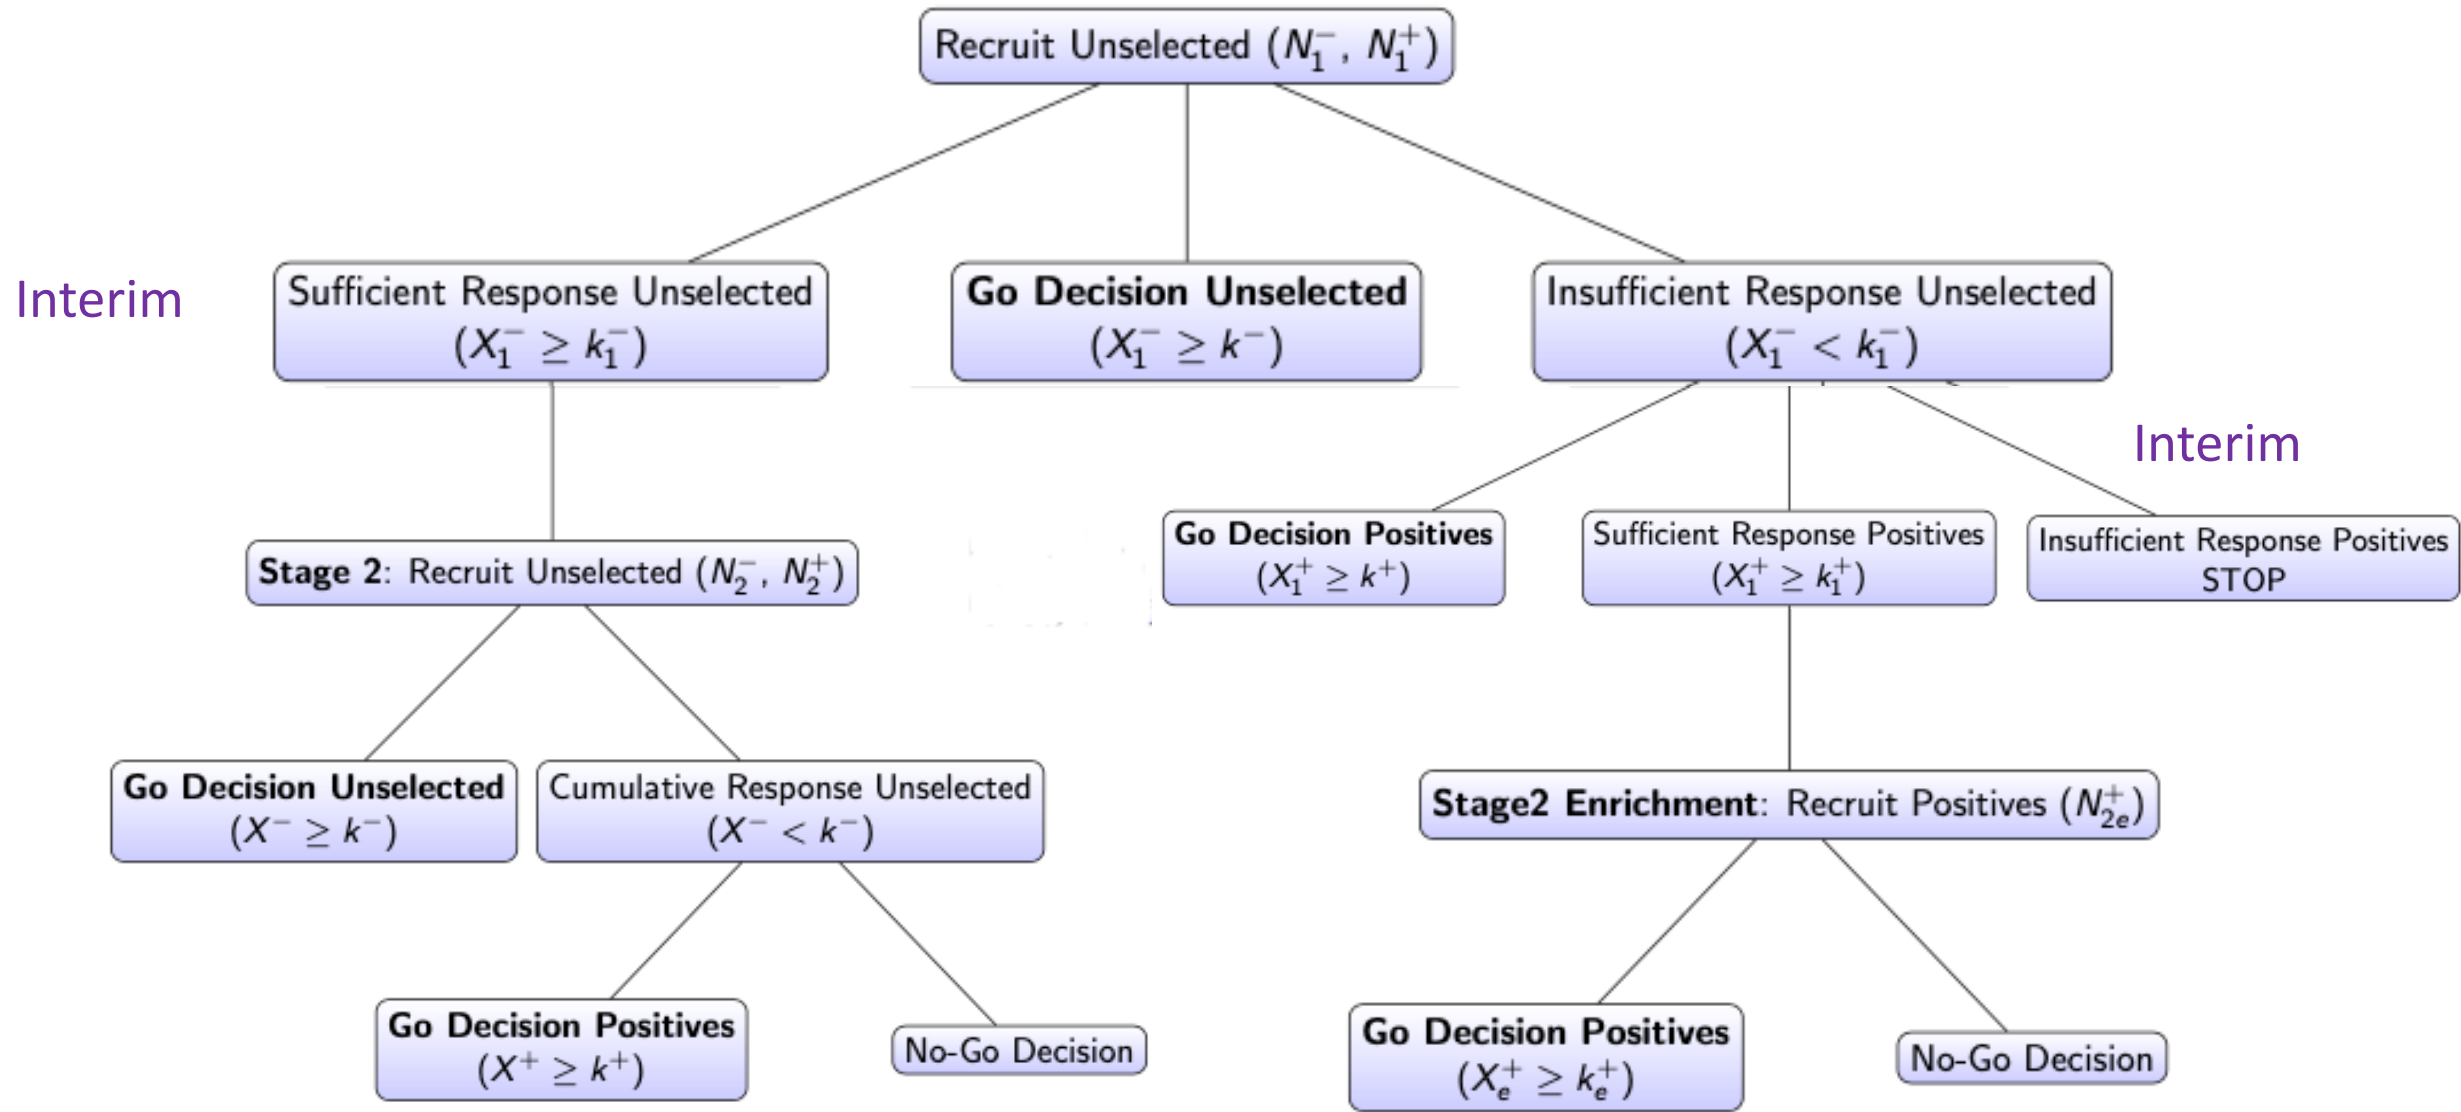 Recruit Unselected (N₁⁻, N₁⁺)
Interim
Sufficient Response Unselected
(X₁⁻ ≥ k₁⁻)
Go Decision Unselected
(X₁⁻ ≥ k⁻)
Insufficient Response Unselected
(X₁⁻ < k₁⁻)
Interim
Go Decision Positives
(X₁⁺ ≥ k⁺)
Sufficient Response Positives
(X₁⁺ ≥ k₁⁺)
Insufficient Response Positives
STOP
Stage 2: Recruit Unselected (N₂⁻, N₂⁺)
Go Decision Unselected
(X⁻ ≥ k⁻)
Cumulative Response Unselected
(X⁻ < k⁻)
Stage2 Enrichment: Recruit Positives (N₂ₑ⁺)
Go Decision Positives
(X⁺ ≥ k⁺)
No-Go Decision
Go Decision Positives
(Xₑ⁺ ≥ kₑ⁺)
No-Go Decision